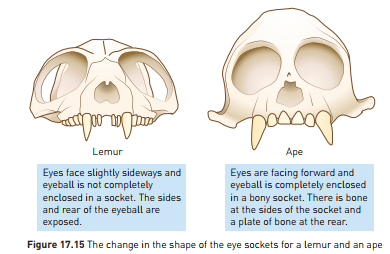 Lemur
Ape
Eyes face slightly sideways and
eyeball is not completely
enclosed in a socket. The sides
and rear of the eyeball are
exposed.
Eyes are facing forward and
eyeball is completely enclosed
in a bony socket. There is bone
at the sides of the socket and
a plate of bone at the rear.
Figure 17.15 The change in the shape of the eye sockets for a lemur and an ape